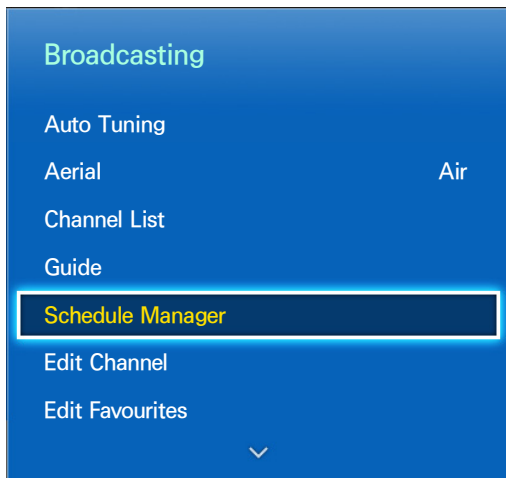 Broadcasting
Auto Tuning
Aerial Air
Channel List
Guide
Schedule Manager
Edit Channel
Edit Favourites